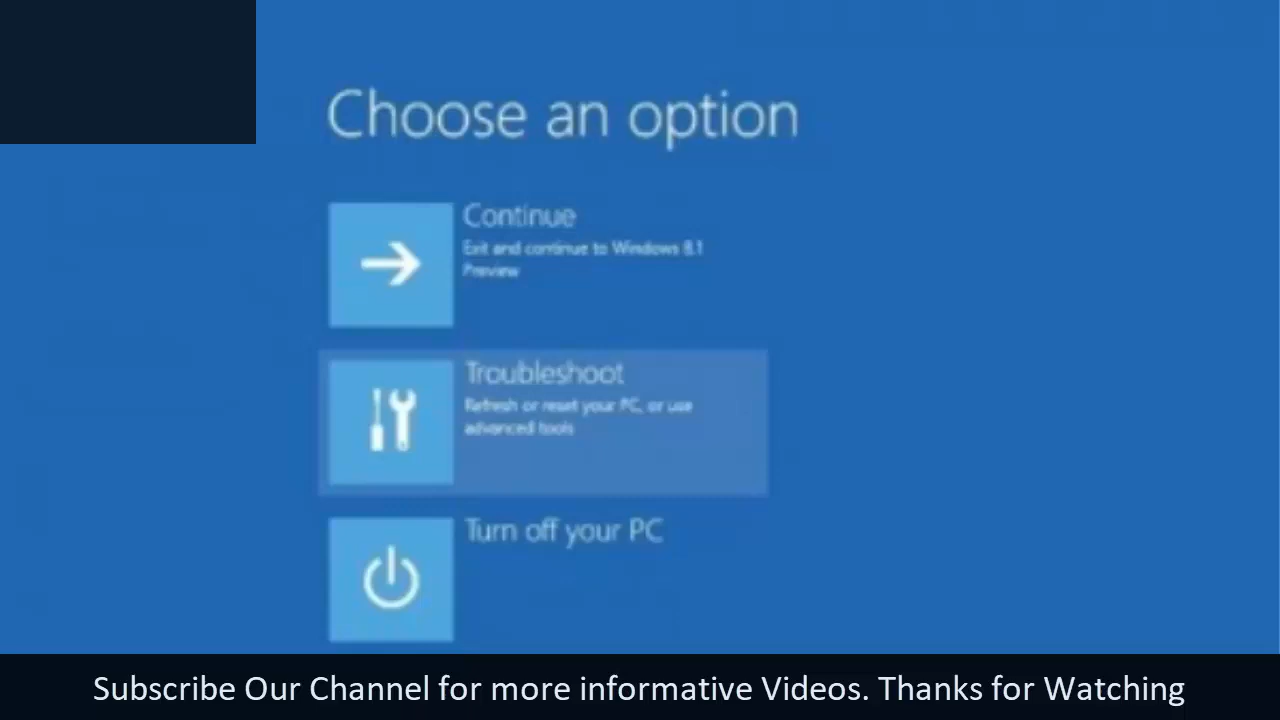 Choose an option
Continue
Exit and continue to Windows 8.1
Preview
Troubleshoot
Refresh or reset your PC, or use
advanced tools
Turn off your PC
Subscribe Our Channel for more informative Videos. Thanks for Watching